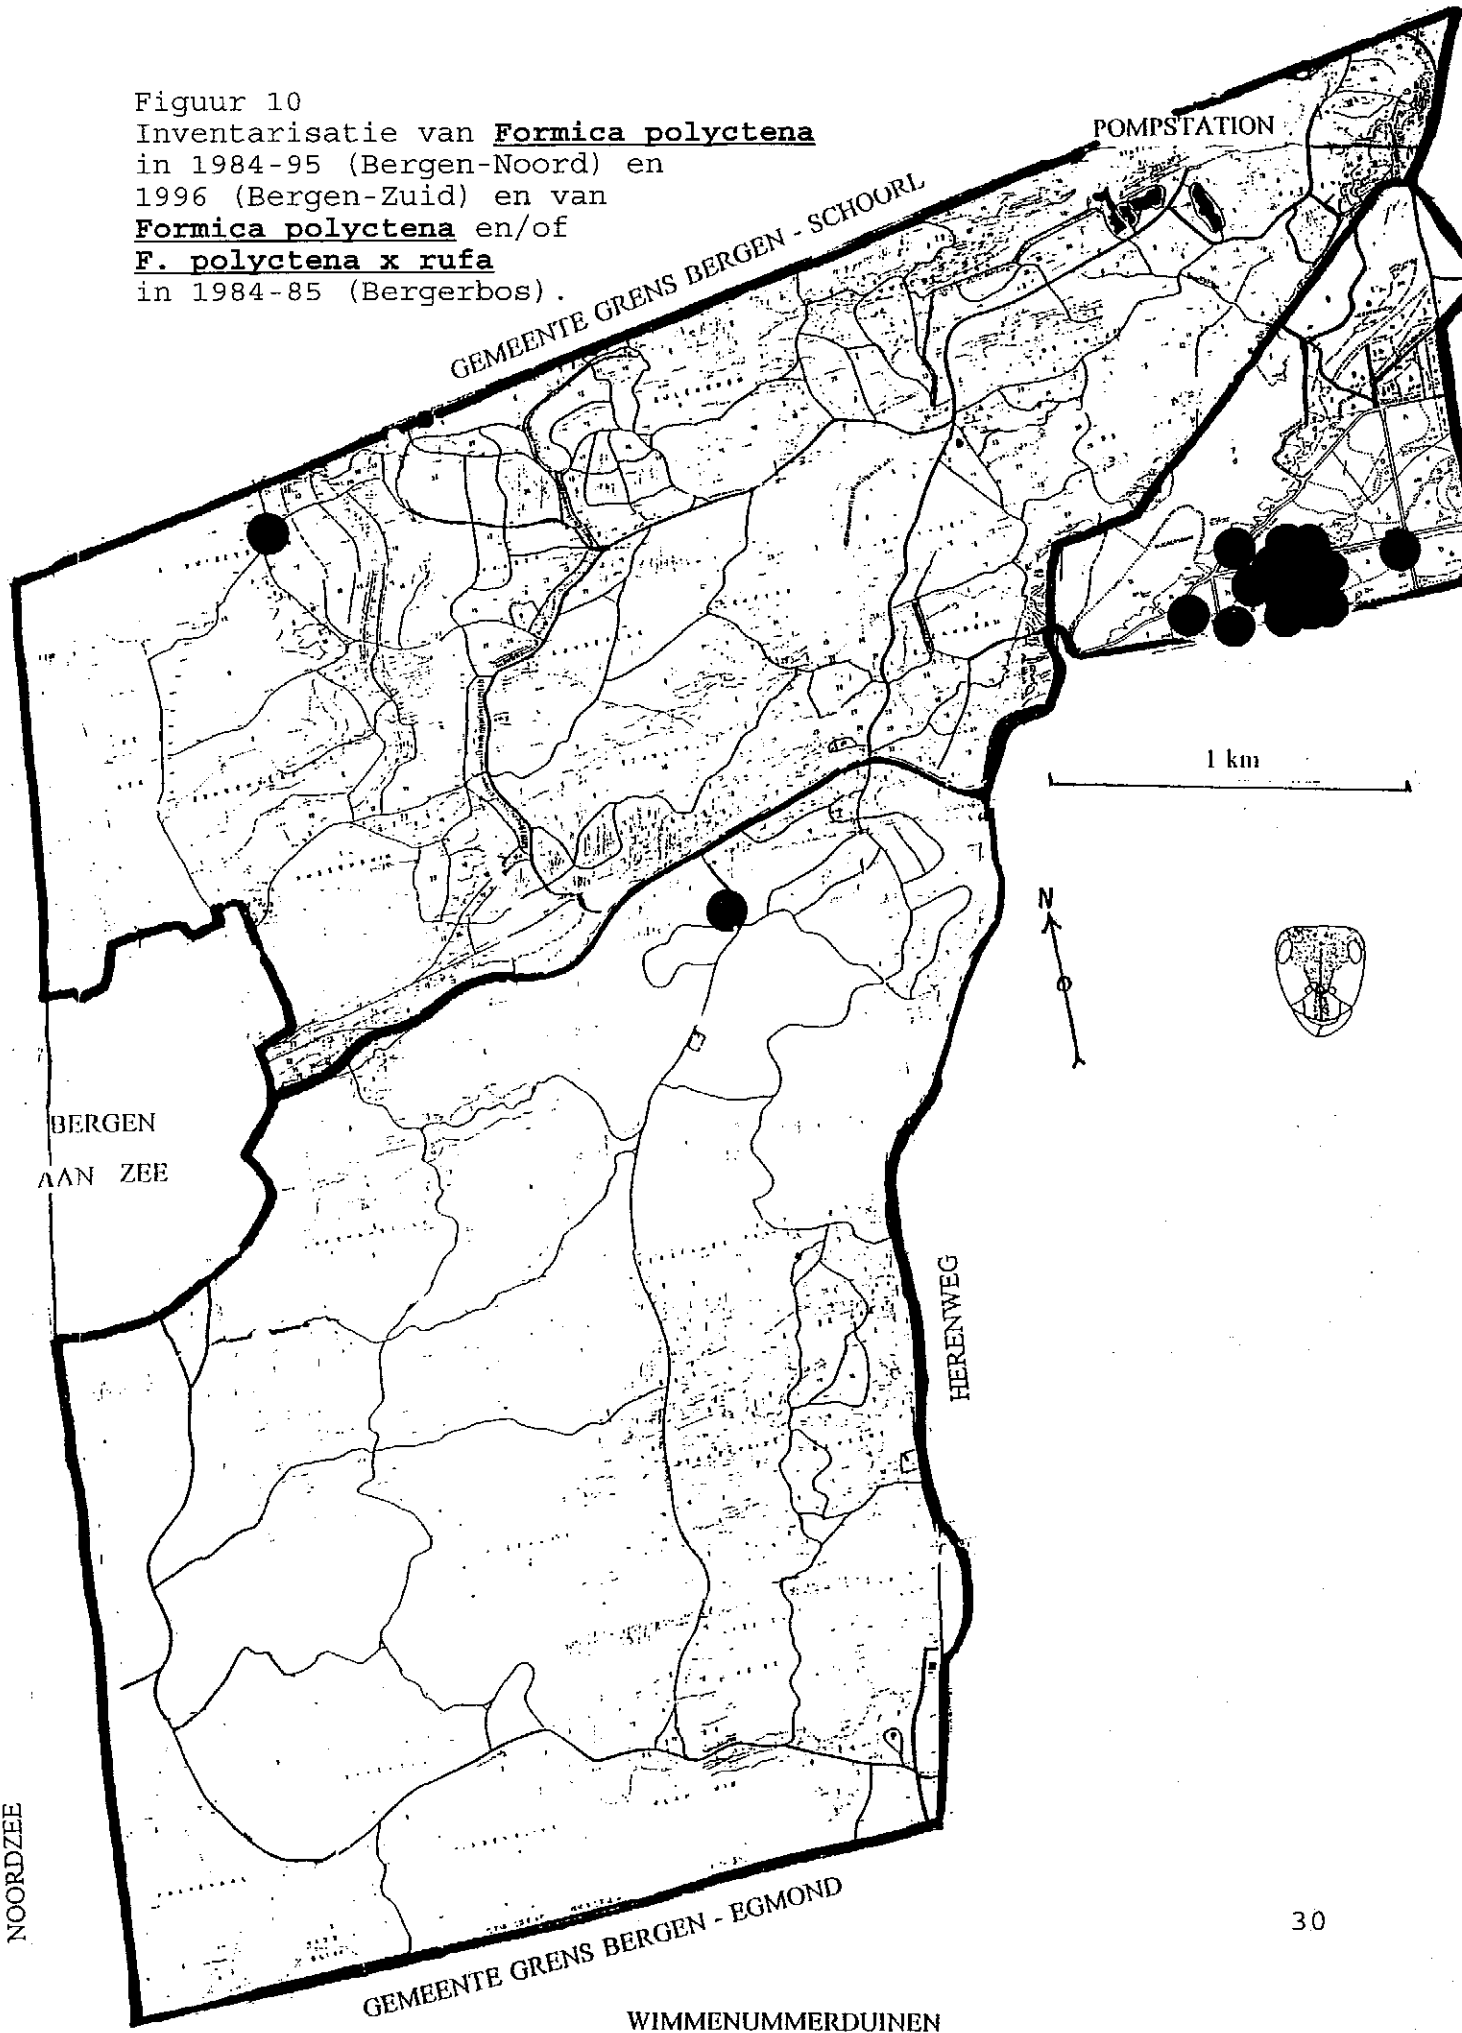 Figuur 10
Inventarisatie van Formica polyctena
in 1984-95 (Bergen-Noord) en
1996 (Bergen-Zuid) en van
Formica polyctena en/of
F. polyctena x rufa
in 1984-85 (Bergerbos).
POMPSTATION
GEMEENTE GRENS BERGEN - SCHOORL
1 km
N
BERGEN
AAN ZEE
HERENWEG
NOORDZEE
GEMEENTE GRENS BERGEN - EGMOND
30
WIMMENUMMERDUINEN